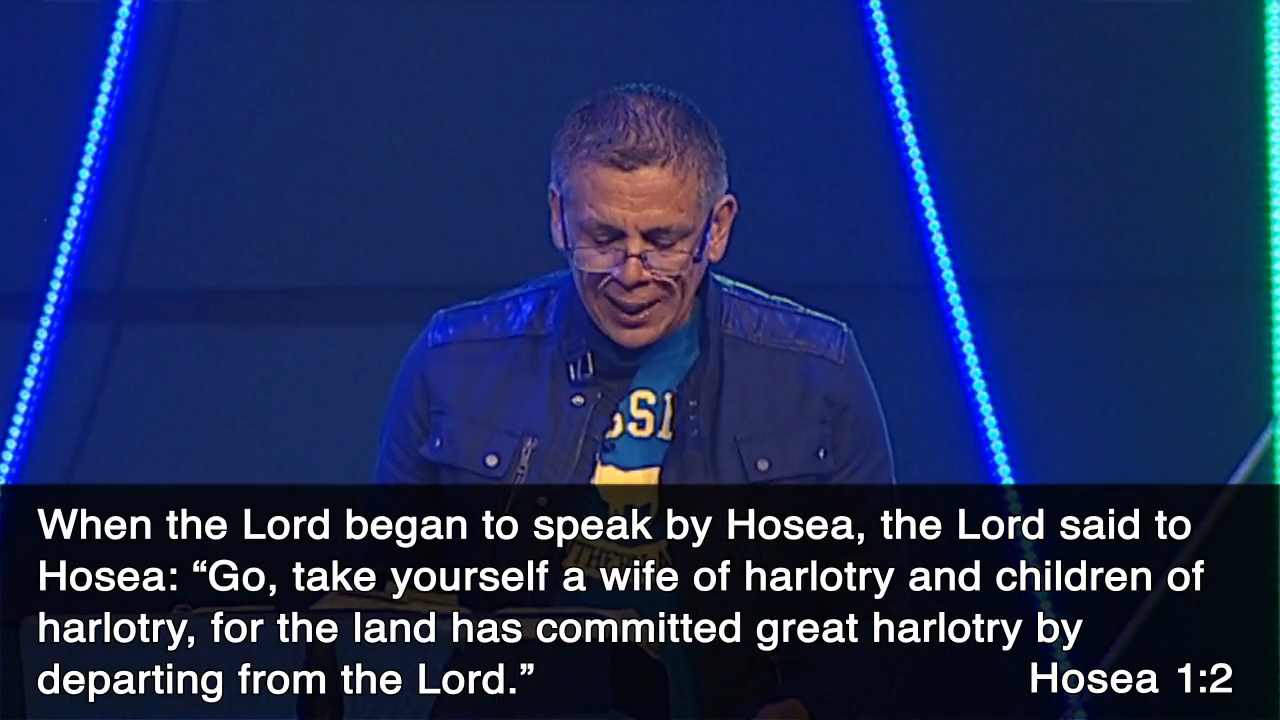 SSI
When the Lord began to speak by Hosea, the Lord said to
Hosea: “Go, take yourself a wife of harlotry and children of
harlotry, for the land has committed great harlotry by
departing from the Lord.”
Hosea 1:2